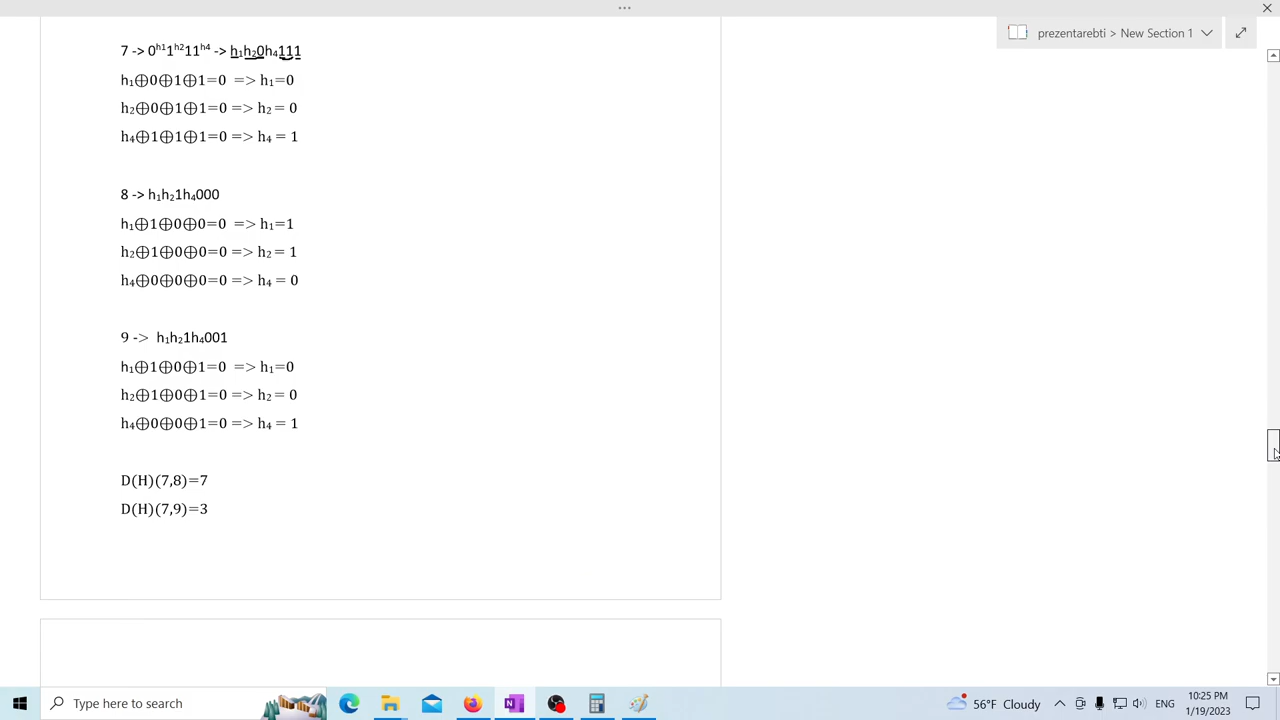 prezentarebti > New Section 1
7 -> 0ʰ¹1ʰ²11ʰ⁴ -> h₁h₂0h₄111
h₁⊕0⊕1⊕1=0 => h₁=0
h₂⊕0⊕1⊕1=0 => h₂ = 0
h₄⊕1⊕1⊕1=0 => h₄ = 1
8 -> h₁h₂1h₄000
h₁⊕1⊕0⊕0=0 => h₁=1
h₂⊕1⊕0⊕0=0 => h₂ = 1
h₄⊕0⊕0⊕0=0 => h₄ = 0
9 -> h₁h₂1h₄001
h₁⊕1⊕0⊕1=0 => h₁=0
h₂⊕1⊕0⊕1=0 => h₂ = 0
h₄⊕0⊕0⊕1=0 => h₄ = 1
D(H)(7,8)=7
D(H)(7,9)=3
Type here to search
56°F Cloudy
ENG
10:25 PM
1/19/2023